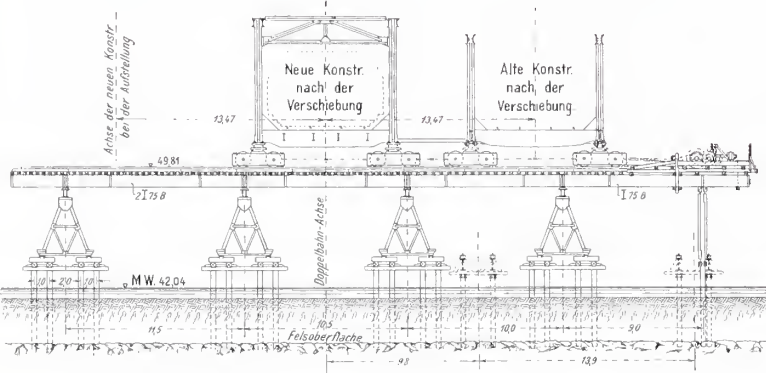 Achse der neuen Konstr.
bei der Aufstellung
Neue Konstr.
nach der
Verschiebung
Alte Konstr.
nach der
Verschiebung
13,47
13,47
49,81
2 I 75 B
I 75 B
Doppelbahn-Achse
1,0
2,0
1,0
M W. 42,04
11,5
10,5
10,0
9,0
Felsoberfläche
9,8
13,9